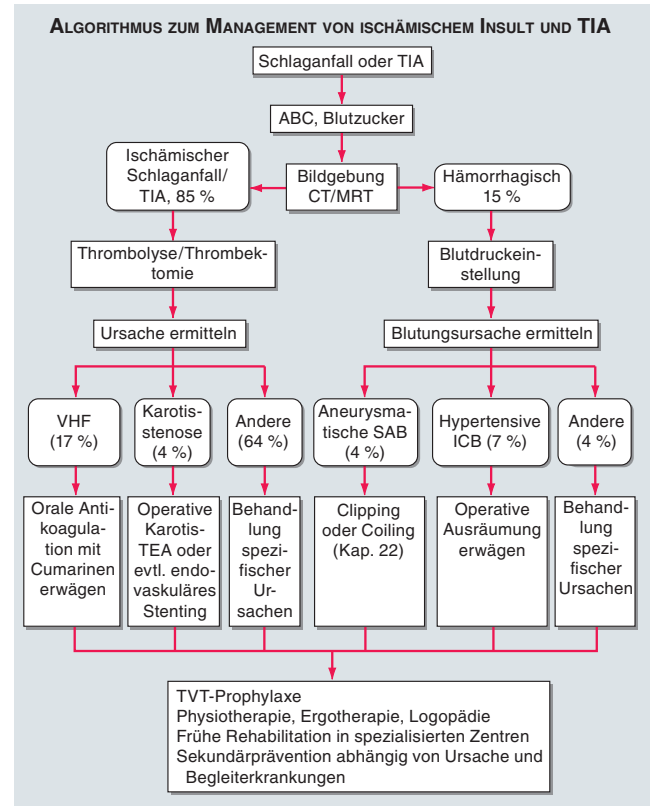 ALGORITHMUS ZUM MANAGEMENT VON ISCHÄMISCHEM INSULT UND TIA
Schlaganfall oder TIA
ABC, Blutzucker
Ischämischer
Schlaganfall/
TIA, 85 %
Bildgebung
CT/MRT
Hämorrhagisch
15 %
Thrombolyse/Thrombek-
tomie
Blutdruckein-
stellung
Ursache ermitteln
Blutungsursache ermitteln
VHF
(17 %)
Karotis-
stenose
(4 %)
Andere
(64 %)
Aneurysma-
tische SAB
(4 %)
Hypertensive
ICB (7 %)
Andere
(4 %)
Orale Anti-
koagula-
tion mit
Cumarinen
erwägen
Operative
Karotis-
TEA oder
evtl. endo-
vaskuläres
Stenting
Behand-
lung
spezi-
fischer
Ur-
sachen
Clipping
oder Coiling
(Kap. 22)
Operative
Ausräumung
erwägen
Behand-
lung
spezi-
fischer
Ursachen
TVT-Prophylaxe
Physiotherapie, Ergotherapie, Logopädie
Frühe Rehabilitation in spezialisierten Zentren
Sekundärprävention abhängig von Ursache und
Begleiterkrankungen